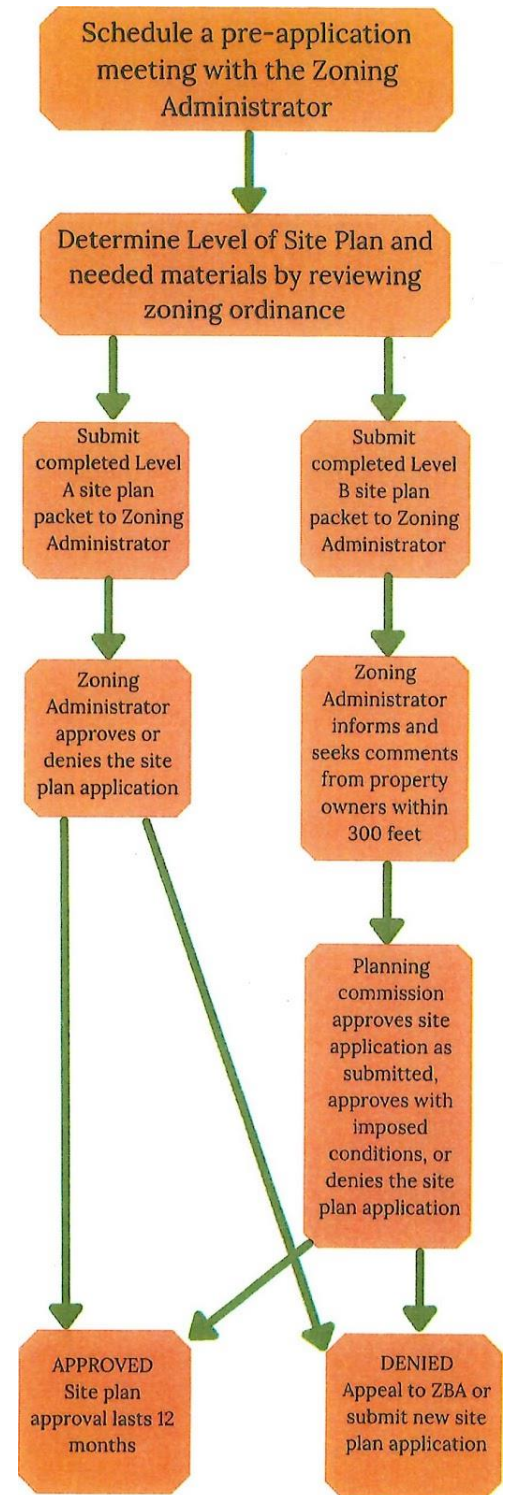 Schedule a pre-application
meeting with the Zoning
Administrator
Determine Level of Site Plan and
needed materials by reviewing
zoning ordinance
Submit
completed Level
A site plan
packet to Zoning
Administrator
Submit
completed Level
B site plan
packet to Zoning
Administrator
Zoning
Administrator
approves or
denies the site
plan application
Zoning
Administrator
informs and
seeks comments
from property
owners within
300 feet
Planning
commission
approves site
application as
submitted,
approves with
imposed
conditions, or
denies the site
plan application
APPROVED
Site plan
approval lasts 12
months
DENIED
Appeal to ZBA or
submit new site
plan application